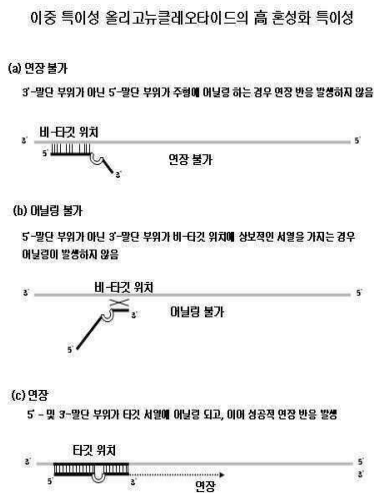 이중 특이성 올리고뉴클레오타이드의 高 혼성화 특이성
(a) 연장 불가
3'-말단 부위가 아닌 5'-말단 부위가 주형에 어닐링 하는 경우 연장 반응 발생하지 않음
비-타깃 위치
3' 5'
5'
연장 불가
3'
(b) 어닐링 불가
5'-말단 부위가 아닌 3'-말단 부위가 비-타깃 위치에 상보적인 서열을 가지는 경우
어닐링이 발생하지 않음
비-타깃 위치
3' 5'
3' 어닐링 불가
5'
(c) 연장
5' - 및 3'-말단 부위가 타깃 서열에 어닐링 되고, 이어 성공적 연장 반응 발생
타깃 위치
3' 5'
5' 3' 3'
연장